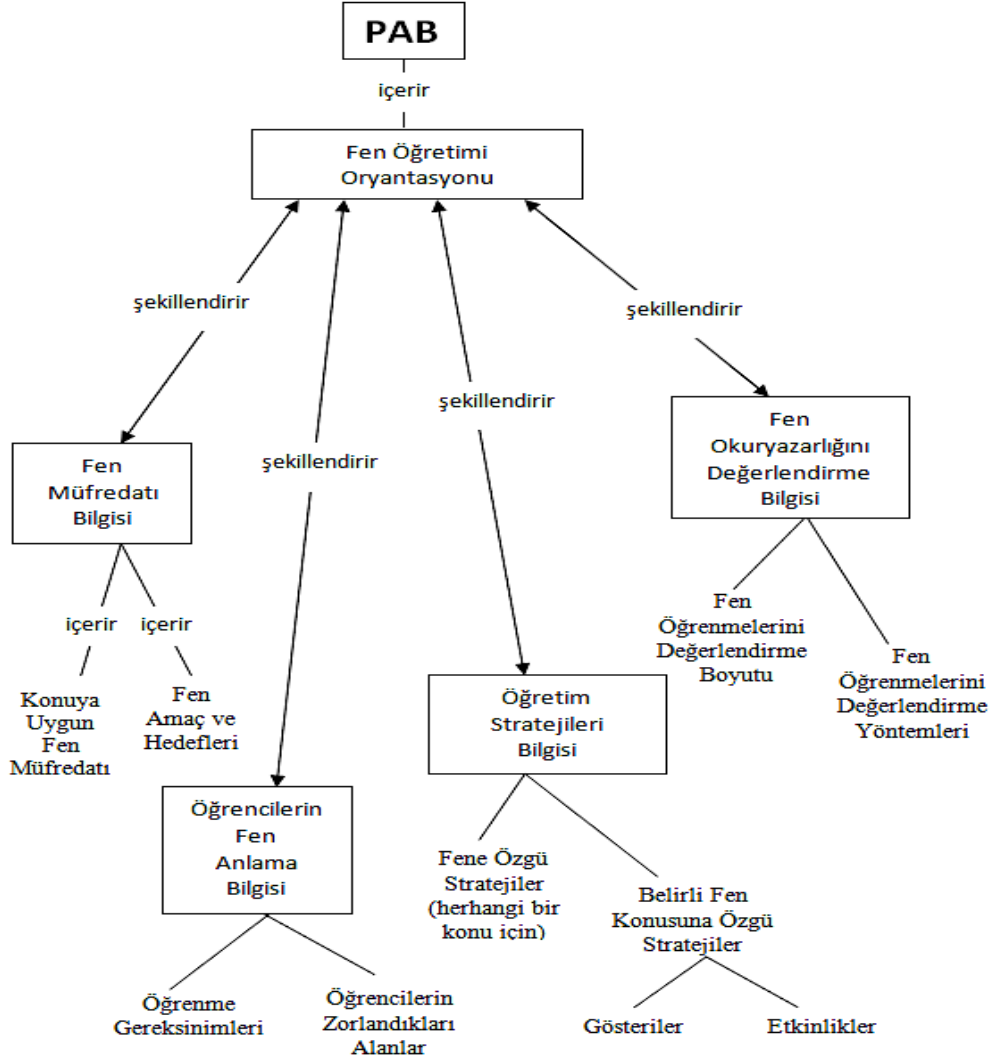 PAB
içerir
Fen Öğretimi
Oryantasyonu
şekillendirir
şekillendirir
şekillendirir
şekillendirir
Fen
Müfredatı
Bilgisi
içerir
içerir
Konuya
Uygun
Fen
Müfredatı
Fen
Amaç ve
Hedefleri
Öğrencilerin
Fen
Anlama
Bilgisi
Öğrenme
Gereksinimleri
Öğrencilerin
Zorlandıkları
Alanlar
Öğretim
Stratejileri
Bilgisi
Fene Özgü
Stratejiler
(herhangi bir
konu için)
Belirli Fen
Konusuna Özgü
Stratejiler
Gösteriler
Etkinlikler
Fen
Okuryazarlığını
Değerlendirme
Bilgisi
Fen
Öğrenmelerini
Değerlendirme
Boyutu
Fen
Öğrenmelerini
Değerlendirme
Yöntemleri